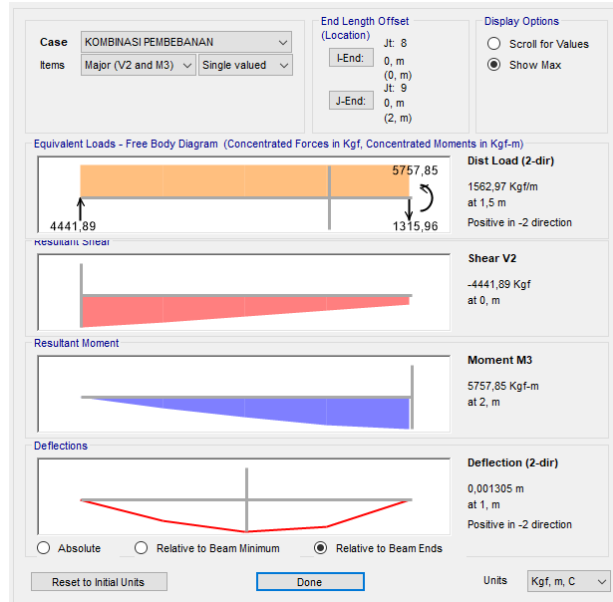 Case KOMBINASI PEMBEBANAN
Items Major (V2 and M3) Single valued
End Length Offset
(Location)
Jt: 8
I-End: 0, m
(0, m)
Jt: 9
J-End: 0, m
(2, m)
Display Options
Scroll for Values
Show Max
Equivalent Loads - Free Body Diagram (Concentrated Forces in Kgf, Concentrated Moments in Kgf-m)
5757,85
4441,89
1315,96
Dist Load (2-dir)
1562,97 Kgf/m
at 1,5 m
Positive in -2 direction
Resultant Shear
Shear V2
-4441,89 Kgf
at 0, m
Resultant Moment
Moment M3
5757,85 Kgf-m
at 2, m
Deflections
Deflection (2-dir)
0,001305 m
at 1, m
Positive in -2 direction
Absolute Relative to Beam Minimum Relative to Beam Ends
Reset to Initial Units Done Units Kgf, m, C